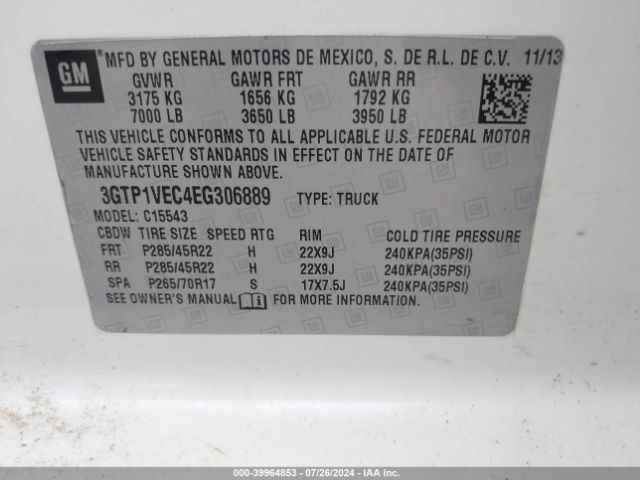 GM MFD BY GENERAL MOTORS DE MEXICO, S. DE R.L. DE C.V. 11/13
GVWR GAWR FRT GAWR RR
3175 KG 1656 KG 1792 KG
7000 LB 3650 LB 3950 LB
THIS VEHICLE CONFORMS TO ALL APPLICABLE U.S. FEDERAL MOTOR
VEHICLE SAFETY STANDARDS IN EFFECT ON THE DATE OF
MANUFACTURE SHOWN ABOVE.
3GTP1VEC4EG306889 TYPE: TRUCK
MODEL: C15543
CBDW TIRE SIZE SPEED RTG RIM COLD TIRE PRESSURE
FRT P285/45R22 H 22X9J 240KPA(35PSI)
RR P285/45R22 H 22X9J 240KPA(35PSI)
SPA P265/70R17 S 17X7.5J 240KPA(35PSI)
SEE OWNER'S MANUAL FOR MORE INFORMATION.
000-39964853 - 07/26/2024 - IAA Inc.